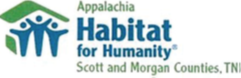 Appalachia
Habitat
for Humanity®
Scott and Morgan Counties, TN